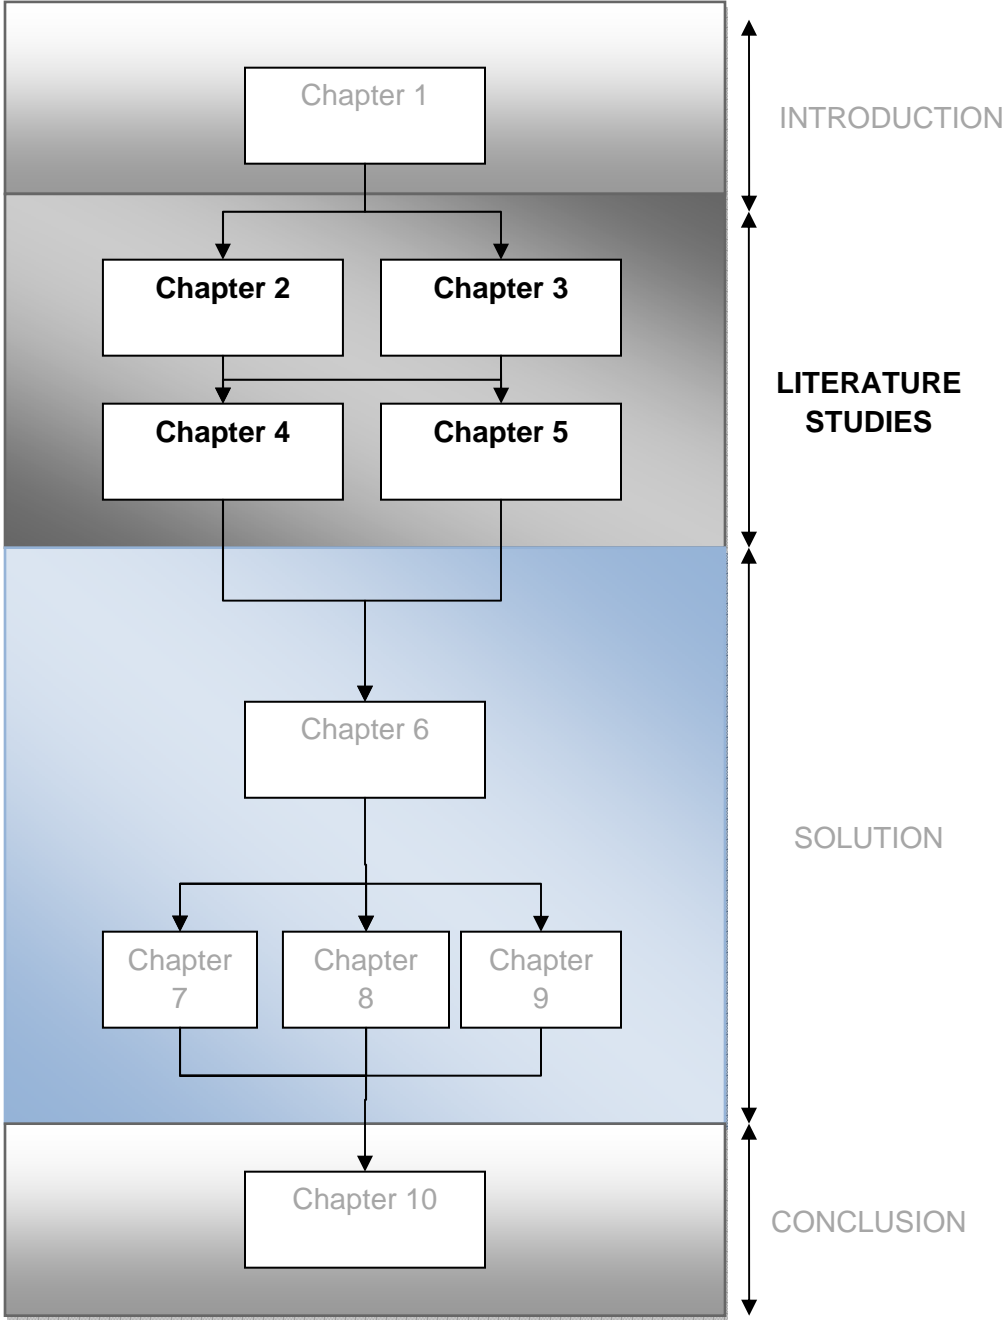 Chapter 1
INTRODUCTION
Chapter 2
Chapter 3
LITERATURE
STUDIES
Chapter 4
Chapter 5
Chapter 6
SOLUTION
Chapter
7
Chapter
8
Chapter
9
Chapter 10
CONCLUSION